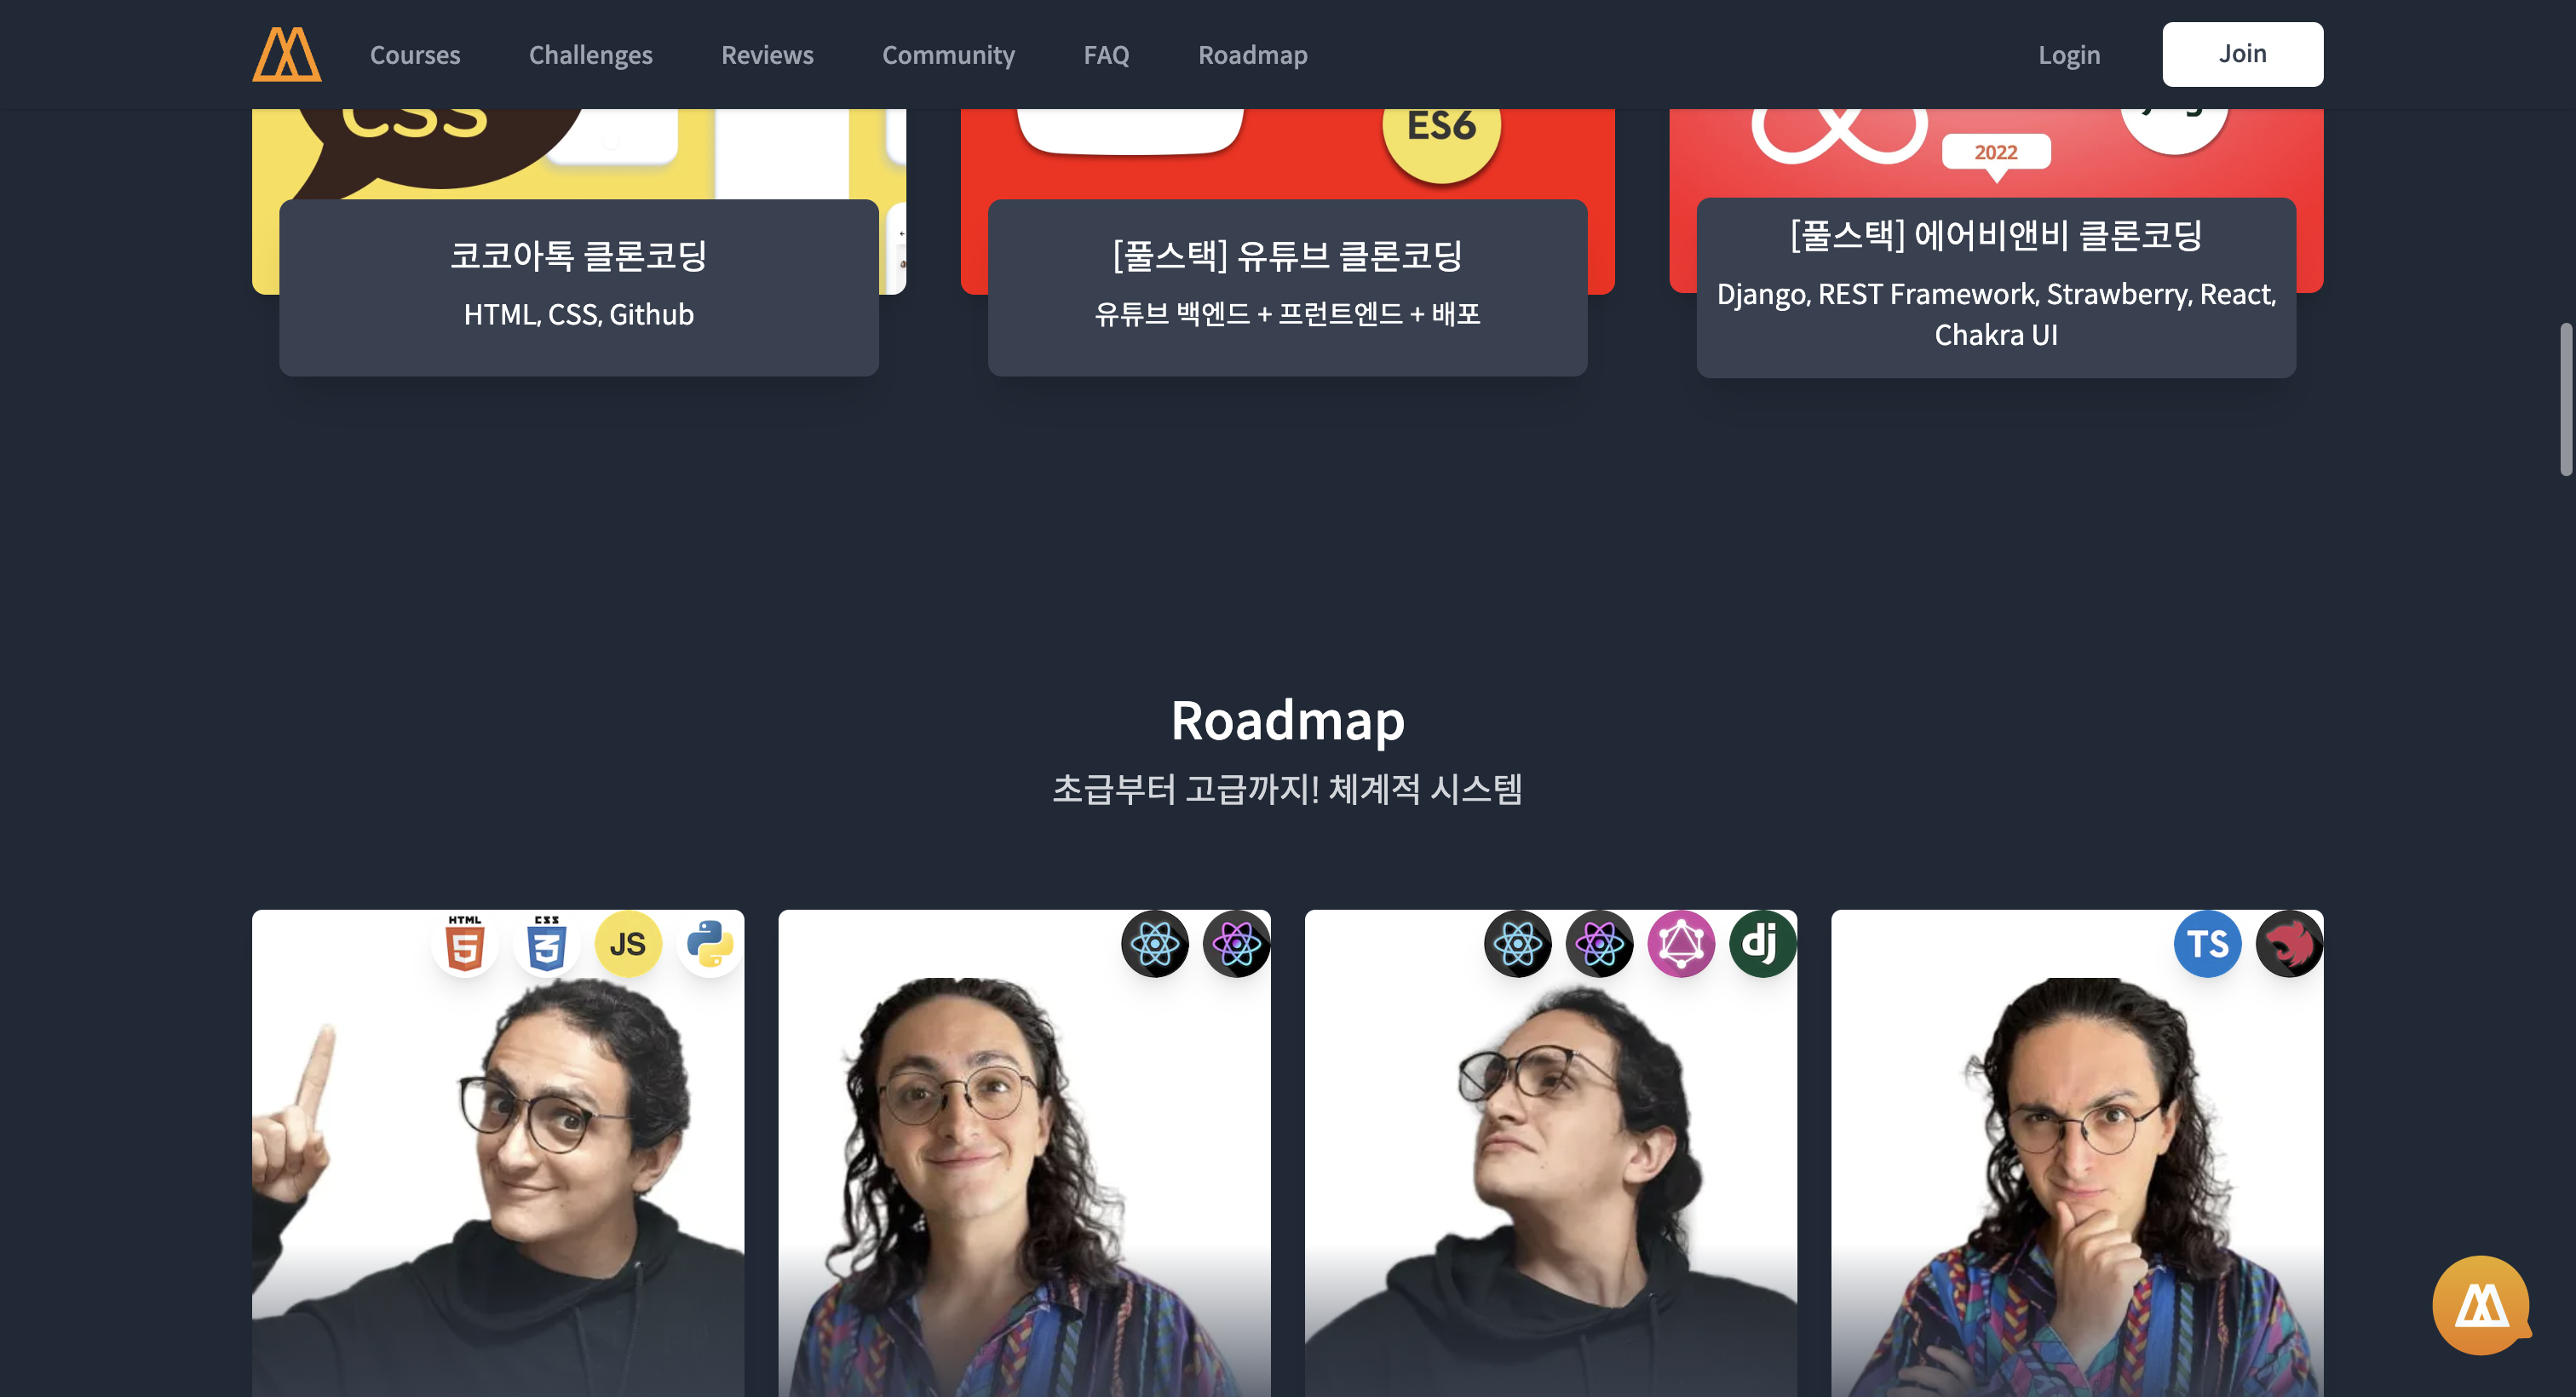 Courses Challenges Reviews Community FAQ Roadmap Login Join
CSS
ES6
2022
코코아톡 클론코딩
HTML, CSS, Github
[풀스택] 유튜브 클론코딩
유튜브 백엔드 + 프런트엔드 + 배포
[풀스택] 에어비앤비 클론코딩
Django, REST Framework, Strawberry, React,
Chakra UI
Roadmap
초급부터 고급까지! 체계적 시스템
HTML 5 CSS 3 JS
dj
TS